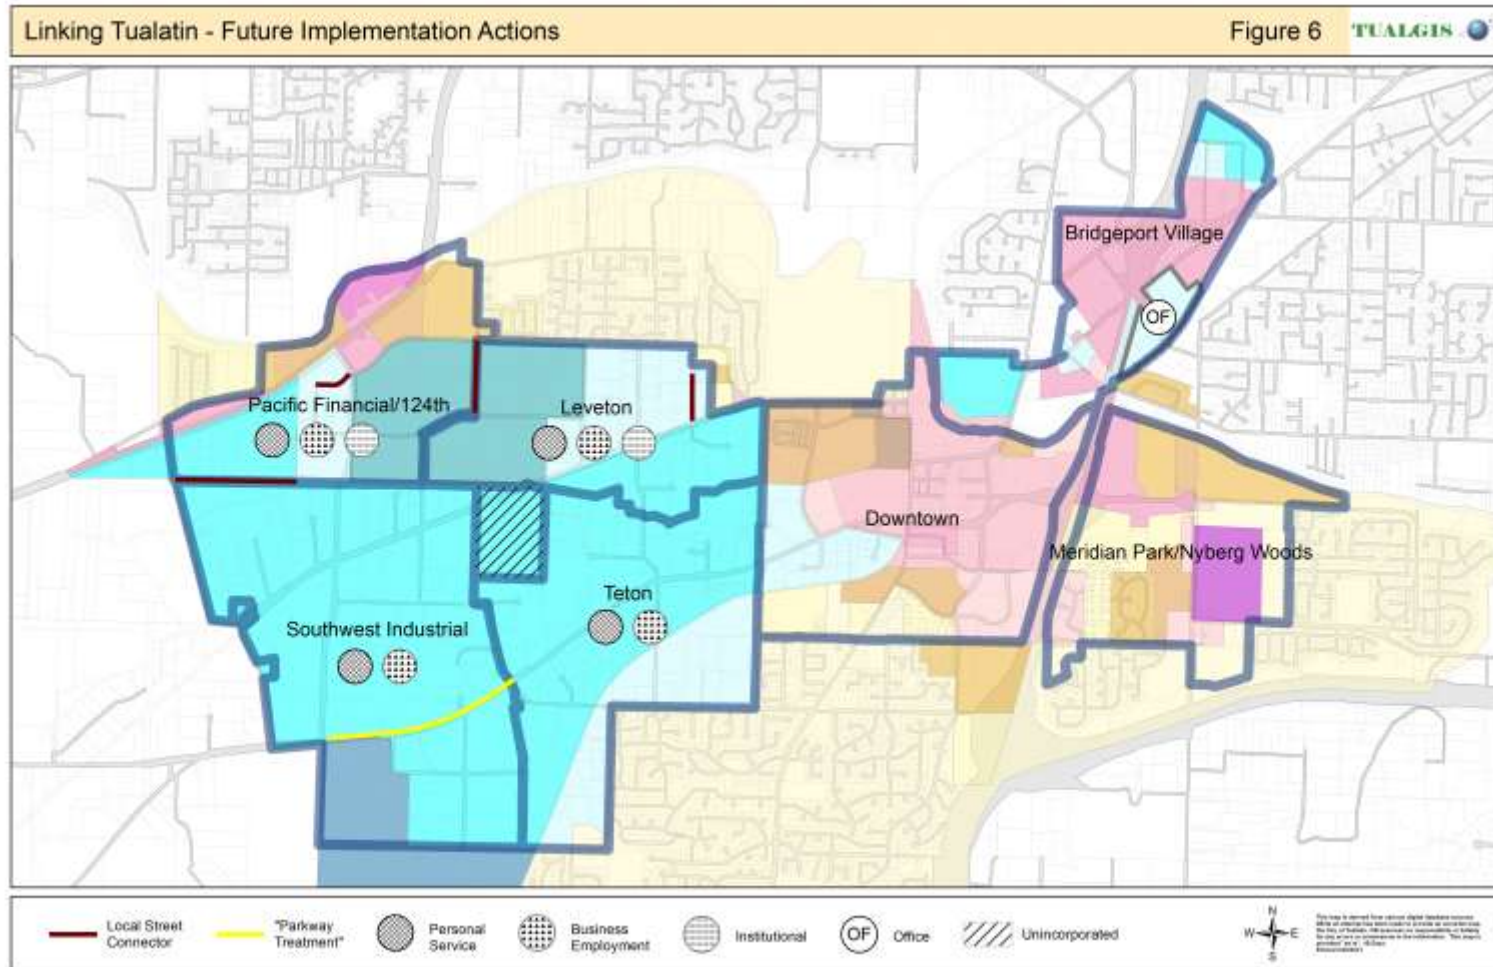 Linking Tualatin - Future Implementation Actions
Figure 6
TUALGIS
Bridgeport Village
OF
Pacific Financial/124th
Leveton
Downtown
Meridian Park/Nyberg Woods
Teton
Southwest Industrial
Local Street
Connector
"Parkway
Treatment"
Personal
Service
Business
Employment
Institutional
OF
Office
Unincorporated
N
W
E
S